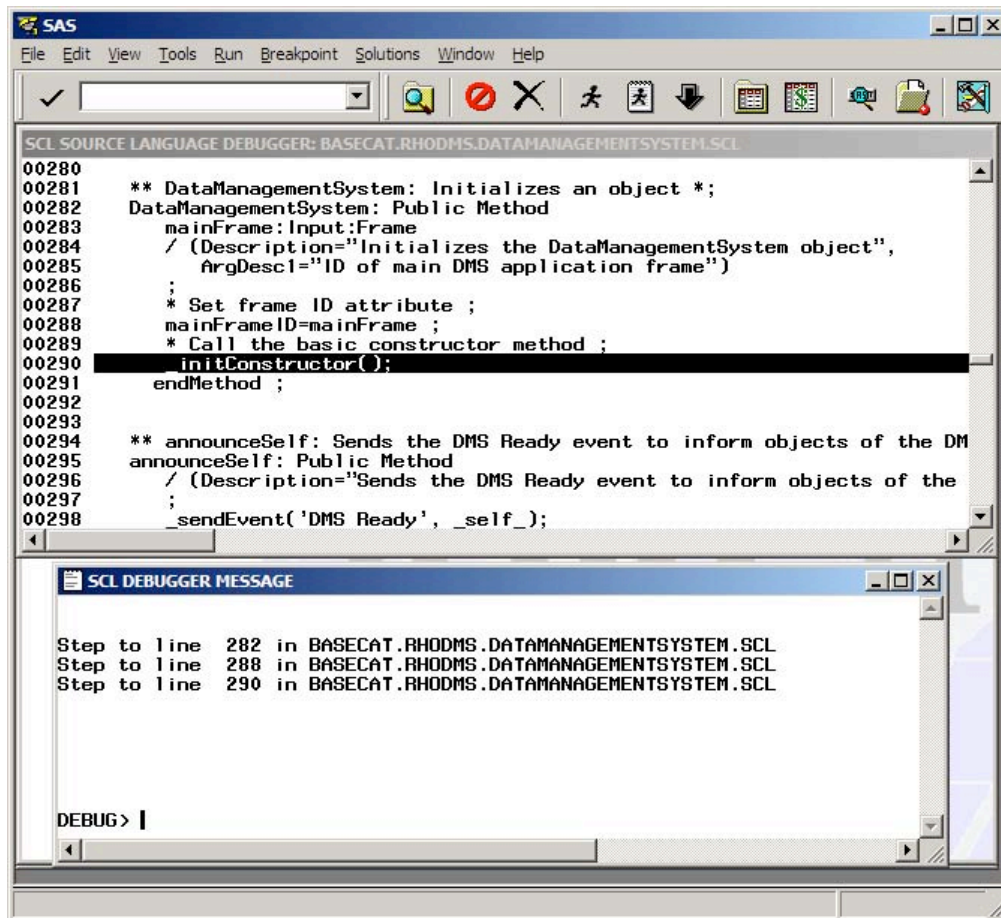 SAS
File Edit View Tools Run Breakpoint Solutions Window Help
SCL SOURCE LANGUAGE DEBUGGER: BASECAT.RHODMS.DATAMANAGEMENTSYSTEM.SCL
00280
00281 ** DataManagementSystem: Initializes an object *;
00282 DataManagementSystem: Public Method
00283 mainFrame:Input:Frame
00284 / (Description="Initializes the DataManagementSystem object",
00285 ArgDesc1="ID of main DMS application frame")
00286 ;
00287 * Set frame ID attribute ;
00288 mainFrameID=mainFrame ;
00289 * Call the basic constructor method ;
00290 _initConstructor();
00291 endMethod ;
00292
00293
00294 ** announceSelf: Sends the DMS Ready event to inform objects of the DM
00295 announceSelf: Public Method
00296 / (Description="Sends the DMS Ready event to inform objects of the
00297 ;
00298 _sendEvent('DMS Ready', _self_);
SCL DEBUGGER MESSAGE
Step to line 282 in BASECAT.RHODMS.DATAMANAGEMENTSYSTEM.SCL
Step to line 288 in BASECAT.RHODMS.DATAMANAGEMENTSYSTEM.SCL
Step to line 290 in BASECAT.RHODMS.DATAMANAGEMENTSYSTEM.SCL
DEBUG>